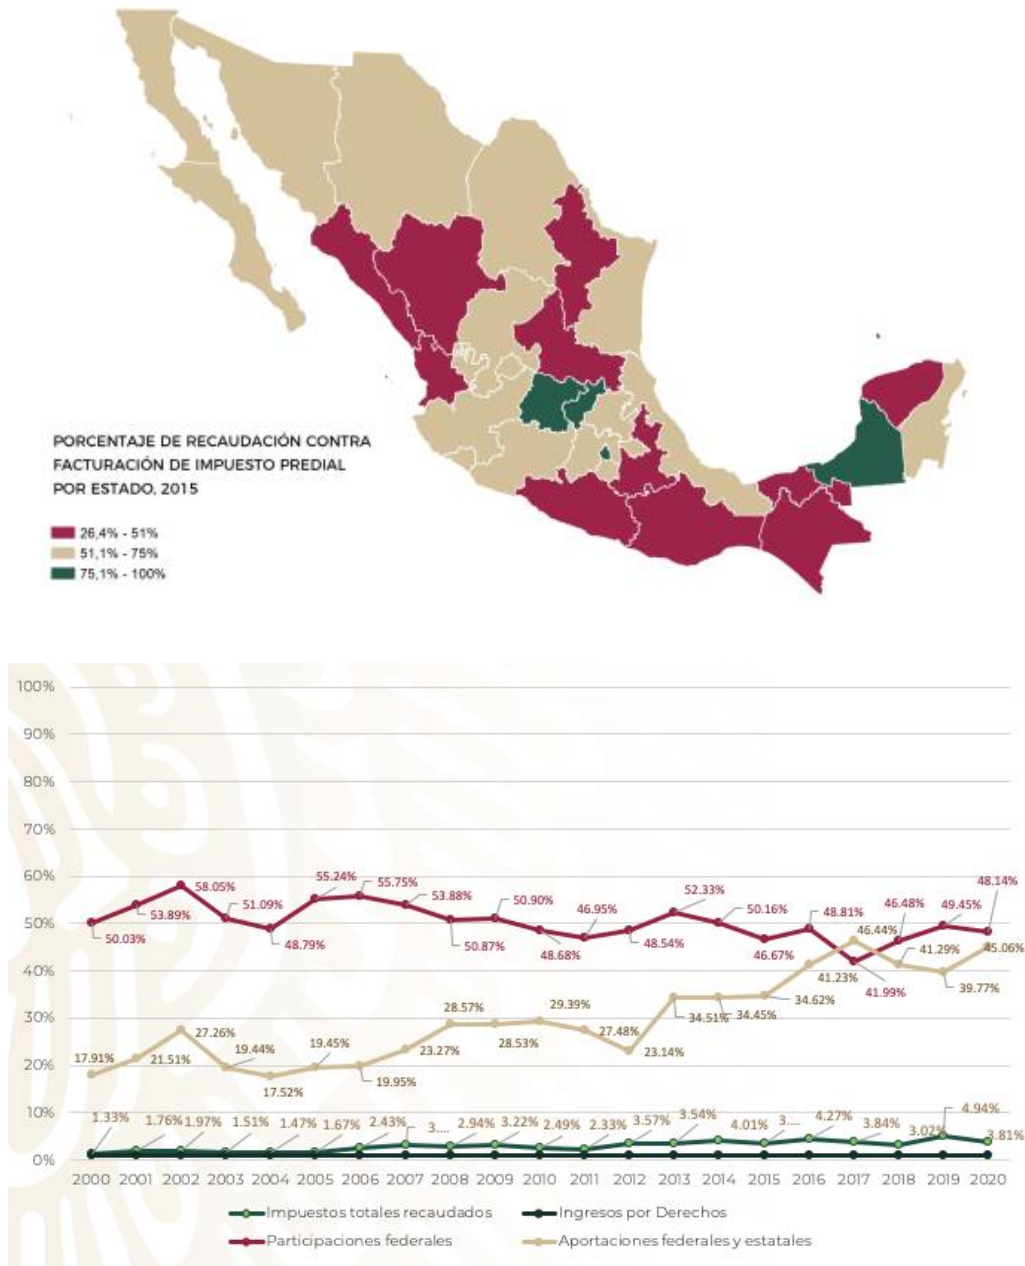 PORCENTAJE DE RECAUDACIÓN CONTRA
FACTURACIÓN DE IMPUESTO PREDIAL
POR ESTADO, 2015
26,4% - 51%
51,1% - 75%
75,1% - 100%
100%
90%
80%
70%
60%
50%
40%
30%
20%
10%
0%
50.03% 53.89% 58.05% 51.09% 48.79% 55.24% 55.75% 53.88% 50.87% 50.90% 48.68% 46.95% 48.54% 52.33% 50.16% 46.67% 48.81% 41.99% 46.48% 49.45% 48.14%
17.91% 21.51% 27.26% 19.44% 17.52% 19.45% 19.95% 23.27% 28.57% 28.53% 29.39% 27.48% 23.14% 34.51% 34.45% 34.62% 41.23% 46.44% 41.29% 39.77% 45.06%
1.33% 1.76% 1.97% 1.51% 1.47% 1.67% 2.43% 3.... 2.94% 3.22% 2.49% 2.33% 3.57% 3.54% 4.01% 3.... 4.27% 3.84% 3.02% 4.94% 3.81%
2000 2001 2002 2003 2004 2005 2006 2007 2008 2009 2010 2011 2012 2013 2014 2015 2016 2017 2018 2019 2020
Impuestos totales recaudados Ingresos por Derechos
Participaciones federales Aportaciones federales y estatales